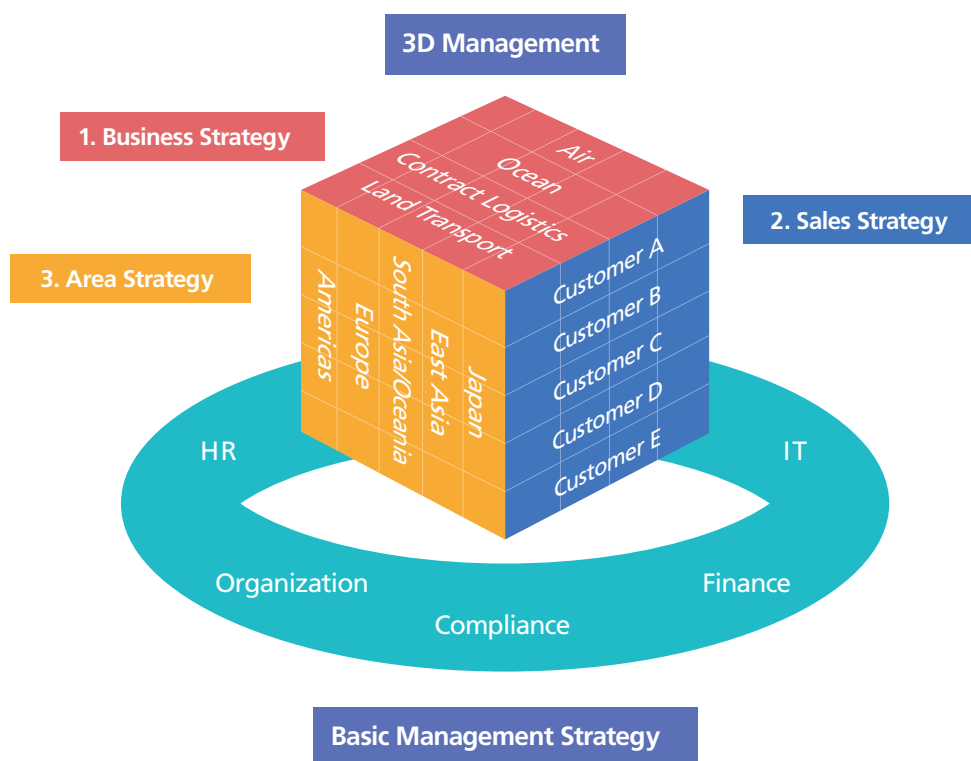 3D Management
1. Business Strategy
Air
Ocean
Contract Logistics
Land Transport
2. Sales Strategy
Customer A
Customer B
Customer C
Customer D
Customer E
3. Area Strategy
Americas
Europe
South Asia/Oceania
East Asia
Japan
HR
IT
Organization
Finance
Compliance
Basic Management Strategy